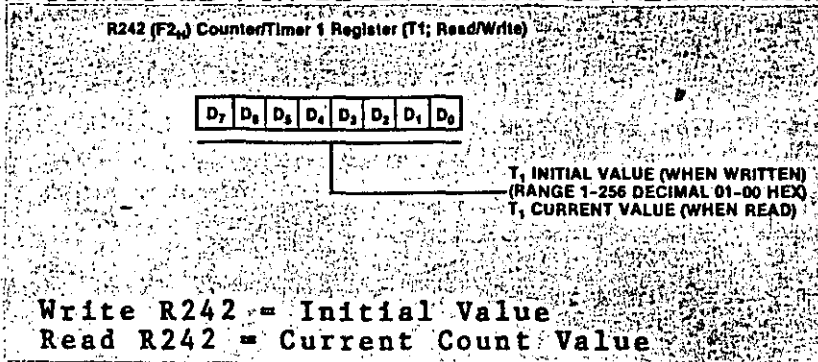 R242 (F2H) Counter/Timer 1 Register (T1; Read/Write)
D7 D6 D5 D4 D3 D2 D1 D0
T1 INITIAL VALUE (WHEN WRITTEN)
(RANGE 1-256 DECIMAL 01-00 HEX)
T1 CURRENT VALUE (WHEN READ)
Write R242 = Initial Value
Read R242 = Current Count Value